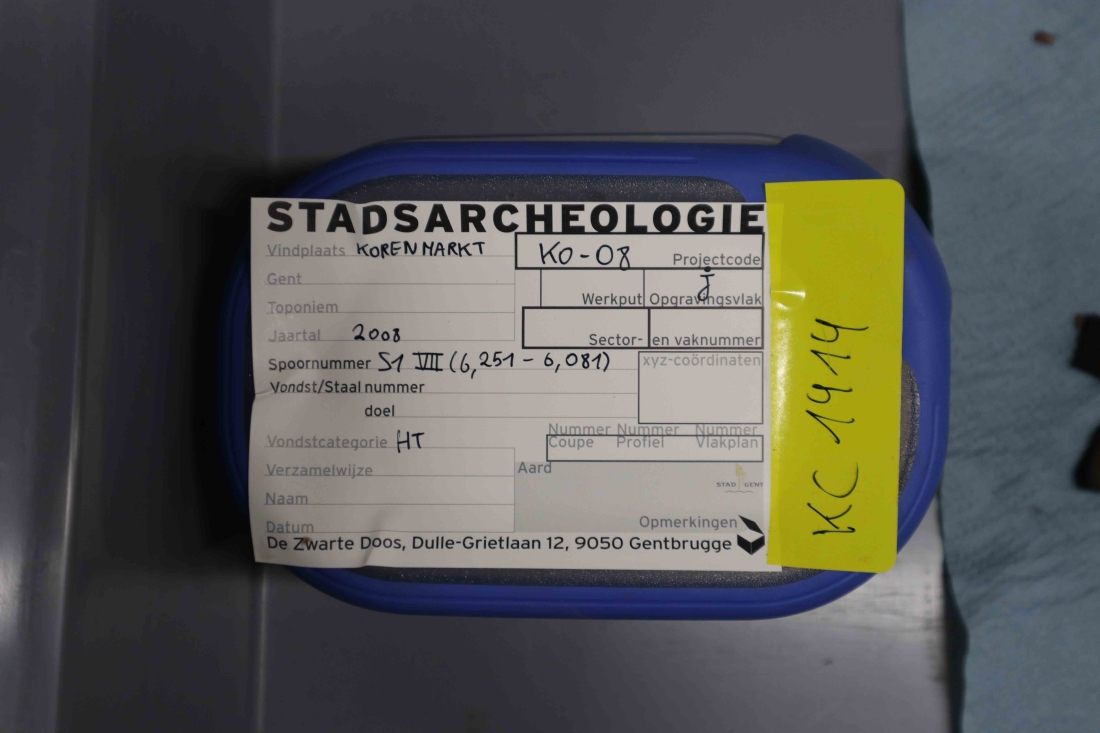 STADSARCHEOLOGIE
Vindplaats KORENMARKT
KO-08 Projectcode
Gent
j
Werkput Opgravingsvlak
Toponiem
Jaartal 2008
Sector- en vaknummer
Spoornummer S1 VII (6,251 - 6,081)
xyz-coördinaten
Vondst/Staal nummer
doel
Nummer Nummer Nummer
Coupe Profiel Vlakplan
Vondstcategorie HT
Verzamelwijze
Aard
STAD GENT
Naam
Datum
Opmerkingen
De Zwarte Doos, Dulle-Grietlaan 12, 9050 Gentbrugge
KC 1414